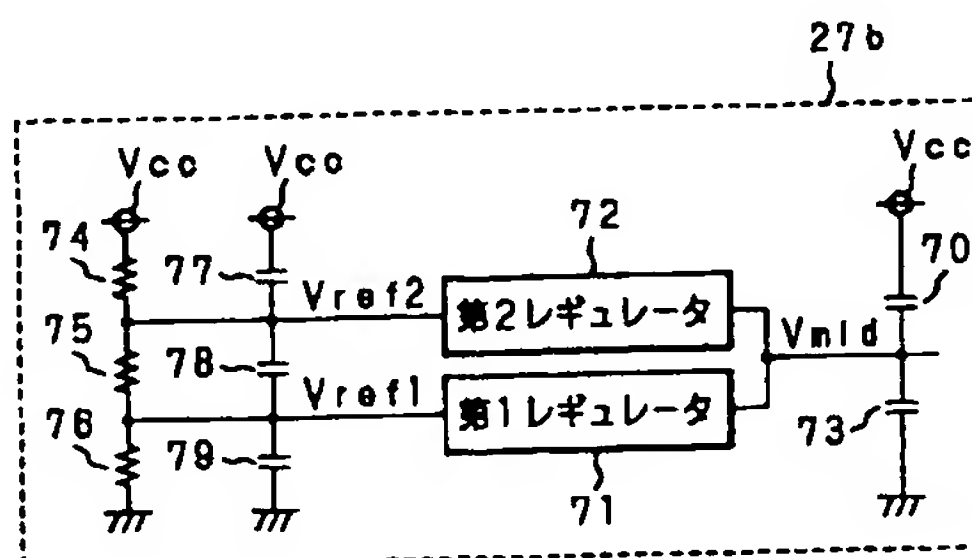 27b
Vcc Vcc Vcc
74 77 72 70
Vref2 第2レギュレータ
75 78 Vmid
Vref1 第1レギュレータ
76 79 73
71